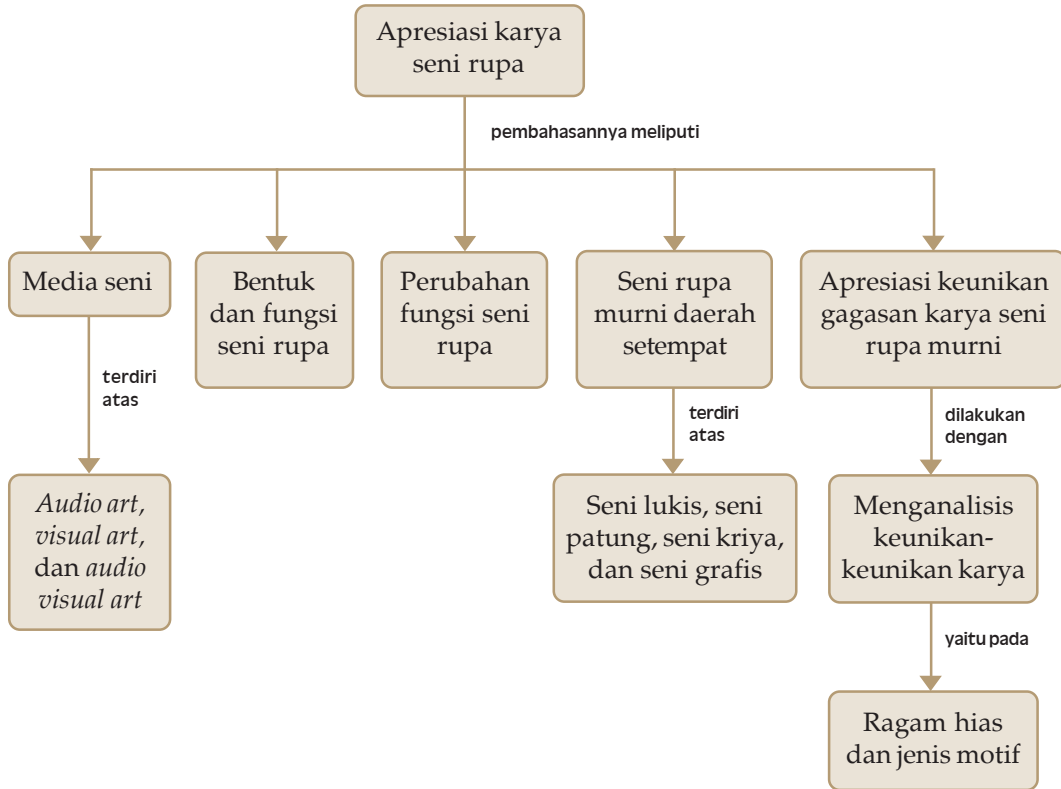 Apresiasi karya
seni rupa
pembahasannya meliputi
Media seni
Bentuk
dan fungsi
seni rupa
Perubahan
fungsi seni
rupa
Seni rupa
murni daerah
setempat
Apresiasi keunikan
gagasan karya seni
rupa murni
terdiri
atas
terdiri
atas
dilakukan
dengan
Audio art,
visual art,
dan audio
visual art
Seni lukis, seni
patung, seni kriya,
dan seni grafis
Menganalisis
keunikan-
keunikan karya
yaitu pada
Ragam hias
dan jenis motif